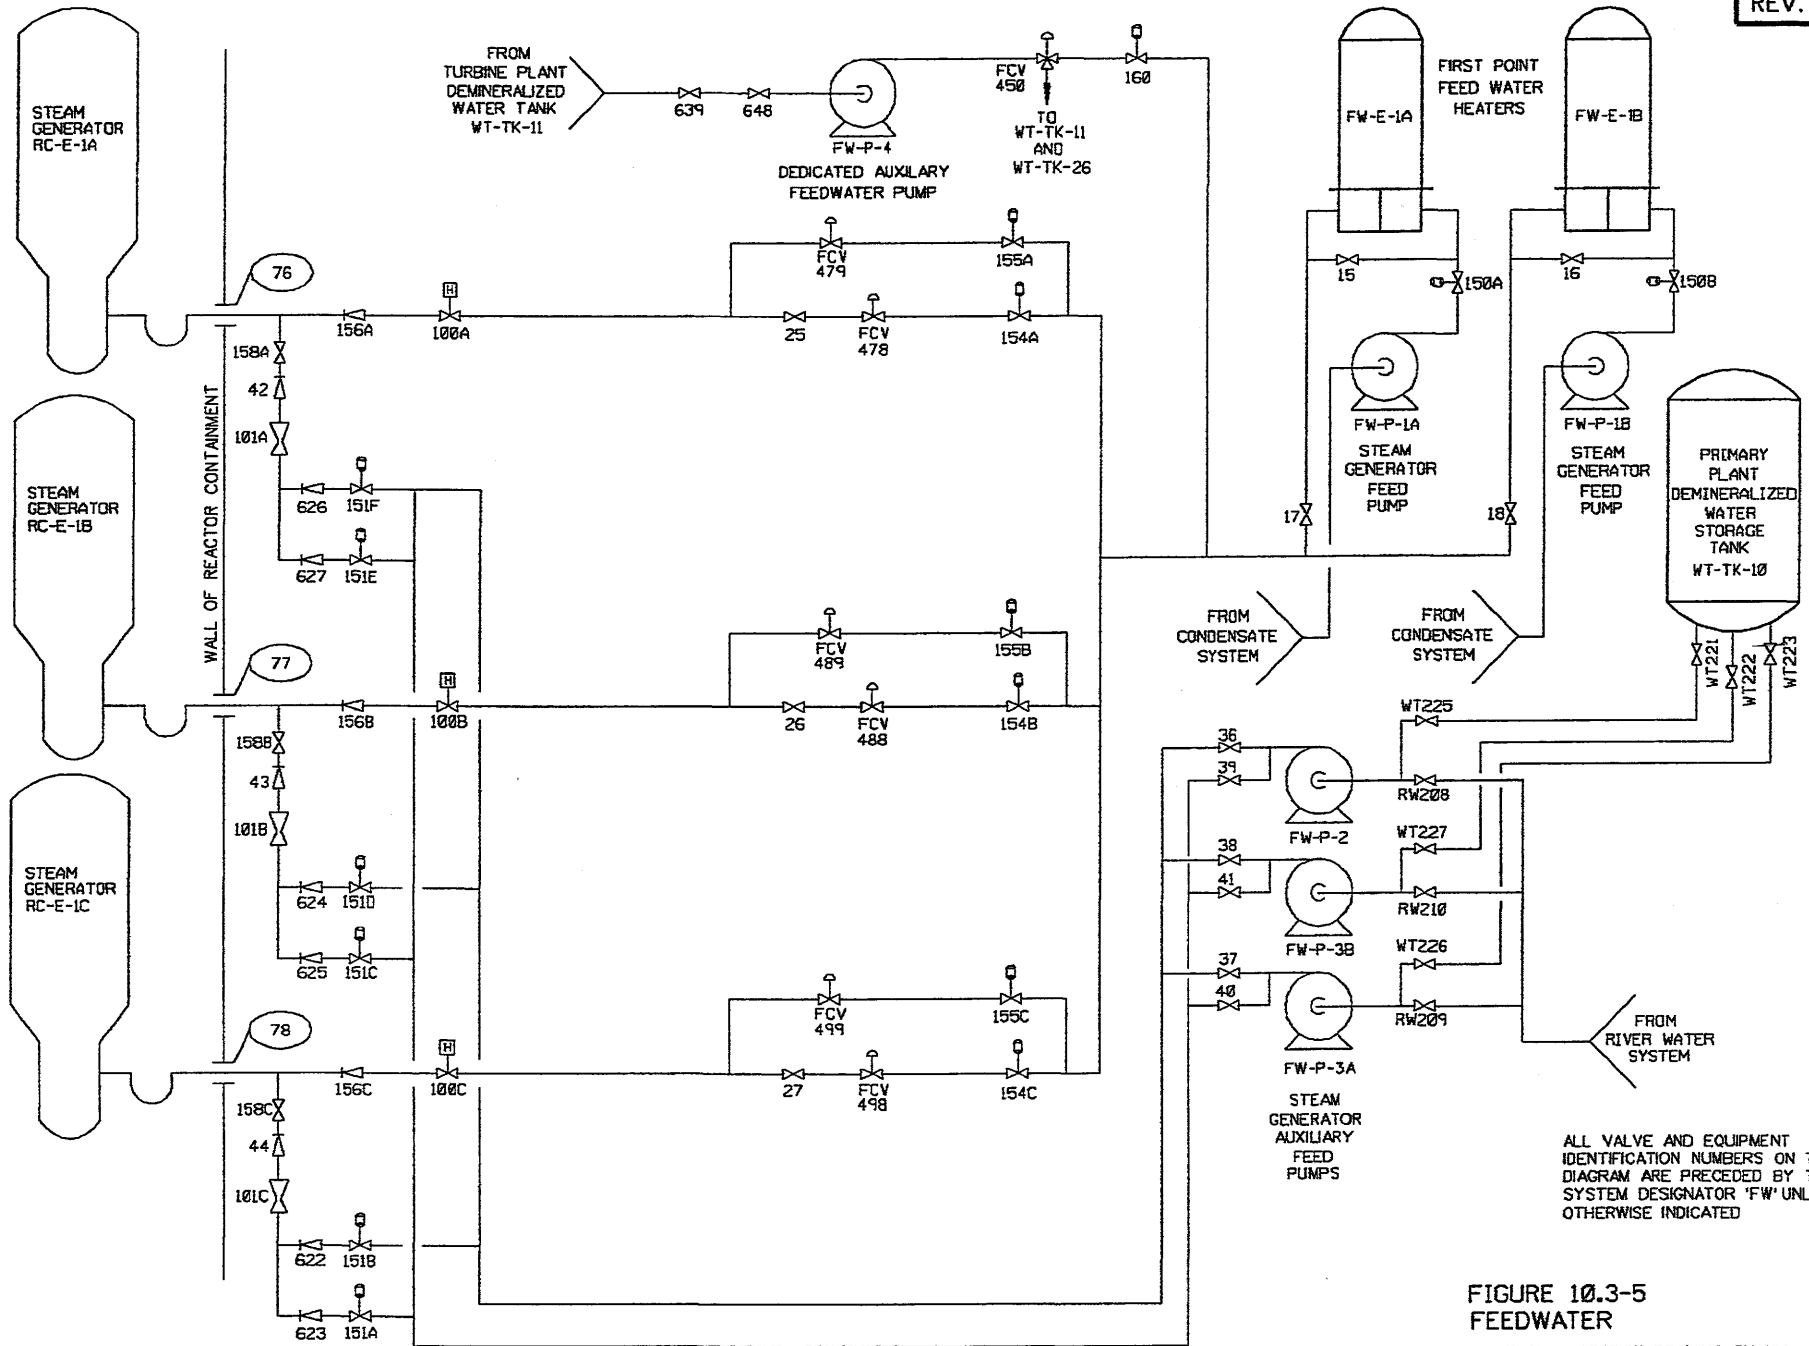 REV.
FROM
TURBINE PLANT
DEMINERALIZED
WATER TANK
WT-TK-11
639
648
FW-P-4
DEDICATED AUXILARY
FEEDWATER PUMP
FCV
450
160
TO
WT-TK-11
AND
WT-TK-26
FW-E-1A
FIRST POINT
FEED WATER
HEATERS
FW-E-1B
15
150A
16
150B
FW-P-1A
STEAM
GENERATOR
FEED
PUMP
FW-P-1B
STEAM
GENERATOR
FEED
PUMP
17
18
FROM
CONDENSATE
SYSTEM
FROM
CONDENSATE
SYSTEM
PRIMARY
PLANT
DEMINERALIZED
WATER
STORAGE
TANK
WT-TK-10
WT221
WT222
WT223
STEAM
GENERATOR
RC-E-1A
76
156A
H
100A
FCV
479
155A
25
FCV
478
154A
158A
42
101A
626
151F
627
151E
WALL OF REACTOR CONTAINMENT
STEAM
GENERATOR
RC-E-1B
77
156B
H
100B
FCV
489
155B
26
FCV
488
154B
158B
43
101B
624
151D
625
151C
STEAM
GENERATOR
RC-E-1C
78
156C
H
100C
FCV
499
155C
27
FCV
498
154C
158C
44
101C
622
151B
623
151A
36
39
FW-P-2
WT225
RW208
38
41
FW-P-3B
WT227
RW210
37
40
FW-P-3A
WT226
RW209
STEAM
GENERATOR
AUXILIARY
FEED
PUMPS
FROM
RIVER WATER
SYSTEM
ALL VALVE AND EQUIPMENT
IDENTIFICATION NUMBERS ON
DIAGRAM ARE PRECEDED BY
SYSTEM DESIGNATOR 'FW' UNL
OTHERWISE INDICATED
FIGURE 10.3-5
FEEDWATER